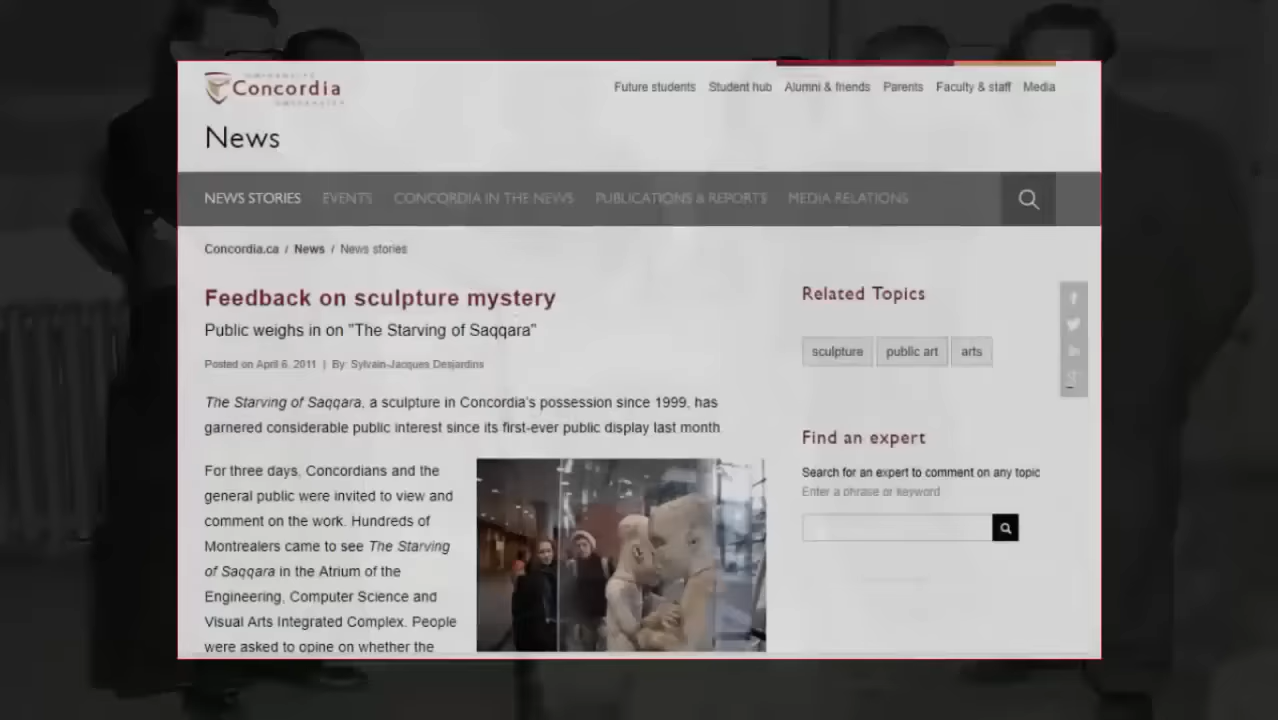 UNIVERSITÉ
Concordia
UNIVERSITY
Future students Student hub Alumni & friends Parents Faculty & staff Media
News
NEWS STORIES EVENTS CONCORDIA IN THE NEWS PUBLICATIONS & REPORTS MEDIA RELATIONS
Concordia.ca / News / News stories
Feedback on sculpture mystery
Public weighs in on "The Starving of Saqqara"
Posted on April 6, 2011 | By: Sylvain-Jacques Desjardins
The Starving of Saqqara, a sculpture in Concordia's possession since 1999, has
garnered considerable public interest since its first-ever public display last month
For three days, Concordians and the
general public were invited to view and
comment on the work. Hundreds of
Montrealers came to see The Starving
of Saqqara in the Atrium of the
Engineering, Computer Science and
Visual Arts Integrated Complex. People
were asked to opine on whether the
Related Topics
sculpture public art arts
Find an expert
Search for an expert to comment on any topic
Enter a phrase or keyword